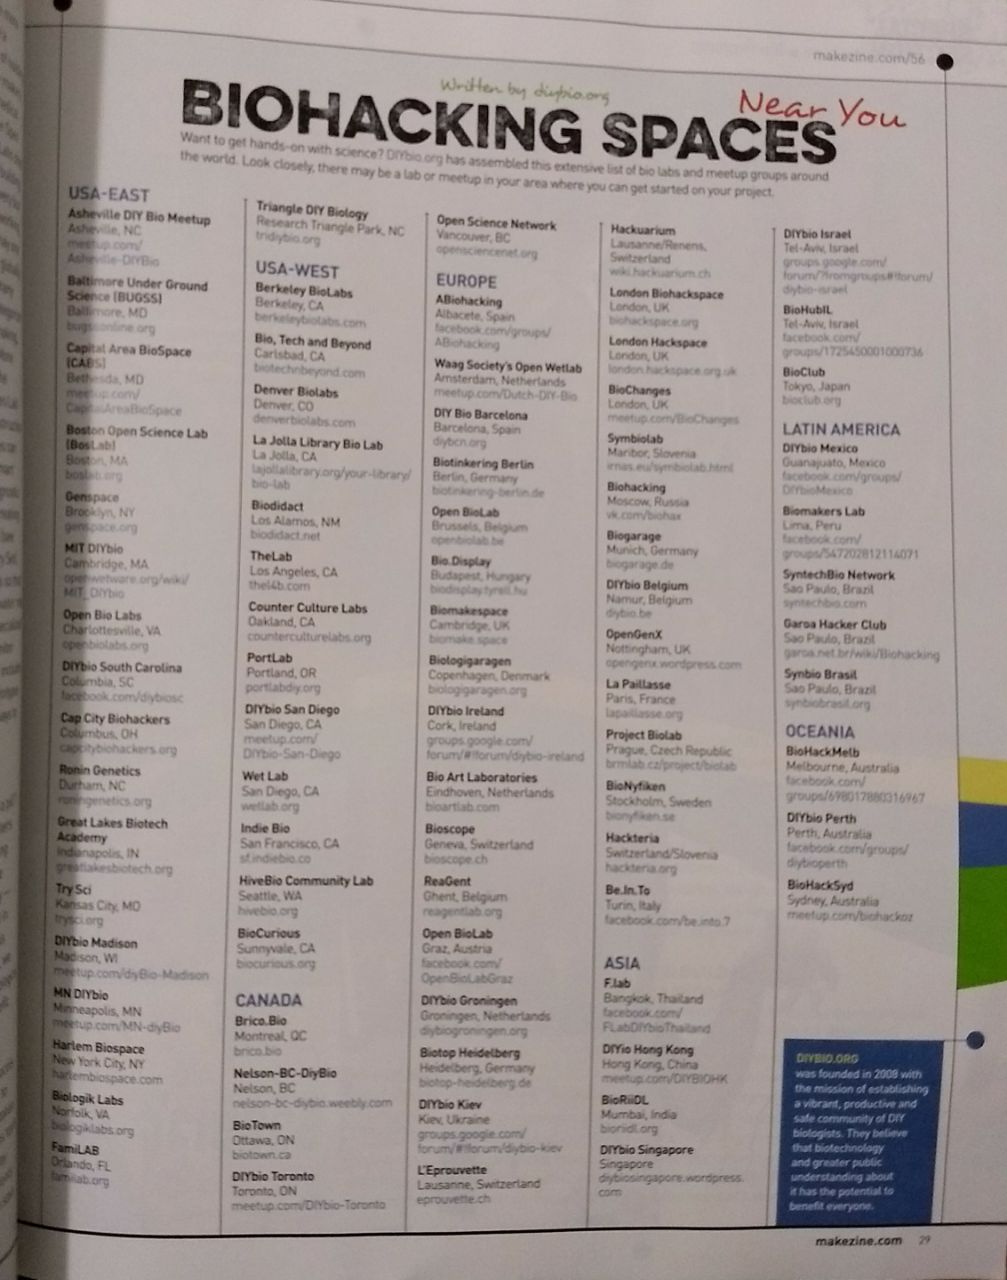 makezine.com/56
Written by diybio.org
Near You
BIOHACKING SPACES
Want to get hands-on with science? DIYbio.org has assembled this extensive list of bio labs and meetup groups around
the world. Look closely, there may be a lab or meetup in your area where you can get started on your project.
USA-EAST
Asheville DIY Bio Meetup
Asheville, NC
meetup.com/
Asheville-DIYBio
Baltimore Under Ground
Science (BUGSS)
Baltimore, MD
bugssonline.org
Capital Area BioSpace
(CABS)
Bethesda, MD
meetup.com/
CapitalAreaBioSpace
Boston Open Science Lab
(BosLab)
Boston, MA
boslab.org
Genspace
Brooklyn, NY
genspace.org
MIT DIYbio
Cambridge, MA
openwetware.org/wiki/
MIT_DIYbio
Open Bio Labs
Charlottesville, VA
openbiolabs.org
DIYbio South Carolina
Columbia, SC
facebook.com/diybiosc
Cap City Biohackers
Columbus, OH
capcitybiohackers.org
Ronin Genetics
Durham, NC
roningenetics.org
Great Lakes Biotech
Academy
Indianapolis, IN
greatlakesbiotech.org
Try Sci
Kansas City, MO
trysci.org
DIYbio Madison
Madison, WI
meetup.com/diyBio-Madison
MN DIYbio
Minneapolis, MN
meetup.com/MN-diyBio
Harlem Biospace
New York City, NY
harlembiospace.com
Biologik Labs
Norfolk, VA
biologiklabs.org
FamiLAB
Orlando, FL
familab.org
Triangle DIY Biology
Research Triangle Park, NC
tridiybio.org
USA-WEST
Berkeley BioLabs
Berkeley, CA
berkeleybiolabs.com
Bio, Tech and Beyond
Carlsbad, CA
biotechnbeyond.com
Denver Biolabs
Denver, CO
denverbiolabs.com
La Jolla Library Bio Lab
La Jolla, CA
lajollalibrary.org/your-library/
bio-lab
Biodidact
Los Alamos, NM
biodidact.net
TheLab
Los Angeles, CA
thel4b.com
Counter Culture Labs
Oakland, CA
counterculturelabs.org
PortLab
Portland, OR
portlabdiy.org
DIYbio San Diego
San Diego, CA
meetup.com/
DIYbio-San-Diego
Wet Lab
San Diego, CA
wetlab.org
Indie Bio
San Francisco, CA
sf.indiebio.co
HiveBio Community Lab
Seattle, WA
hivebio.org
BioCurious
Sunnyvale, CA
biocurious.org
CANADA
Brico.Bio
Montreal, QC
brico.bio
Nelson-BC-DiyBio
Nelson, BC
nelson-bc-diybio.weebly.com
BioTown
Ottawa, ON
biotown.ca
DIYbio Toronto
Toronto, ON
meetup.com/DIYbio-Toronto
Open Science Network
Vancouver, BC
opensciencenet.org
EUROPE
ABiohacking
Albacete, Spain
facebook.com/groups/
ABiohacking
Waag Society's Open Wetlab
Amsterdam, Netherlands
meetup.com/Dutch-DIY-Bio
DIY Bio Barcelona
Barcelona, Spain
diybcn.org
Biotinkering Berlin
Berlin, Germany
biotinkering-berlin.de
Open BioLab
Brussels, Belgium
openbiolab.be
Bio.Display
Budapest, Hungary
biodisplay.tyrell.hu
Biomakespace
Cambridge, UK
biomake.space
Biologigaragen
Copenhagen, Denmark
biologigaragen.org
DIYbio Ireland
Cork, Ireland
groups.google.com/
forum/#!forum/diybio-ireland
Bio Art Laboratories
Eindhoven, Netherlands
bioartlab.com
Bioscope
Geneva, Switzerland
bioscope.ch
ReaGent
Ghent, Belgium
reagentlab.org
Open BioLab
Graz, Austria
facebook.com/
OpenBioLabGraz
DIYbio Groningen
Groningen, Netherlands
diybiogroningen.org
Biotop Heidelberg
Heidelberg, Germany
biotop-heidelberg.de
DIYbio Kiev
Kiev, Ukraine
groups.google.com/
forum/#!forum/diybio-kiev
L'Eprouvette
Lausanne, Switzerland
eprouvette.ch
Hackuarium
Lausanne/Renens,
Switzerland
wiki.hackuarium.ch
London Biohackspace
London, UK
biohackspace.org
London Hackspace
London, UK
london.hackspace.org.uk
BioChanges
London, UK
meetup.com/BioChanges
Symbiolab
Maribor, Slovenia
irnas.eu/symbiolab.html
Biohacking
Moscow, Russia
vk.com/biohax
Biogarage
Munich, Germany
biogarage.de
DIYbio Belgium
Namur, Belgium
diybio.be
OpenGenX
Nottingham, UK
opengenx.wordpress.com
La Paillasse
Paris, France
lapaillasse.org
Project Biolab
Prague, Czech Republic
brmlab.cz/project/biolab
BioNyfiken
Stockholm, Sweden
bionyfiken.se
Hackteria
Switzerland/Slovenia
hackteria.org
Be.In.To
Turin, Italy
facebook.com/be.into.7
ASIA
F.lab
Bangkok, Thailand
facebook.com/
FLabDIYbioThailand
DIYio Hong Kong
Hong Kong, China
meetup.com/DIYBIOHK
BioRiiDL
Mumbai, India
bioriidl.org
DIYbio Singapore
Singapore
diybiosingapore.wordpress.
com
DIYbio Israel
Tel-Aviv, Israel
groups.google.com/
forum/?fromgroups#!forum/
diybio-israel
BioHubIL
Tel-Aviv, Israel
facebook.com/
groups/1725450001000736
BioClub
Tokyo, Japan
bioclub.org
LATIN AMERICA
DIYbio Mexico
Guanajuato, Mexico
facebook.com/groups/
DIYbioMexico
Biomakers Lab
Lima, Peru
facebook.com/
groups/547202812114071
SyntechBio Network
Sao Paulo, Brazil
syntechbio.com
Garoa Hacker Club
Sao Paulo, Brazil
garoa.net.br/wiki/Biohacking
Synbio Brasil
Sao Paulo, Brazil
synbiobrasil.org
OCEANIA
BioHackMelb
Melbourne, Australia
facebook.com/
groups/698017880316967
DIYbio Perth
Perth, Australia
facebook.com/groups/
diybioperth
BioHackSyd
Sydney, Australia
meetup.com/biohackoz
DIYBIO.ORG
was founded in 2008 with
the mission of establishing
a vibrant, productive and
safe community of DIY
biologists. They believe
that biotechnology
and greater public
understanding about
it has the potential to
benefit everyone.
makezine.com 29